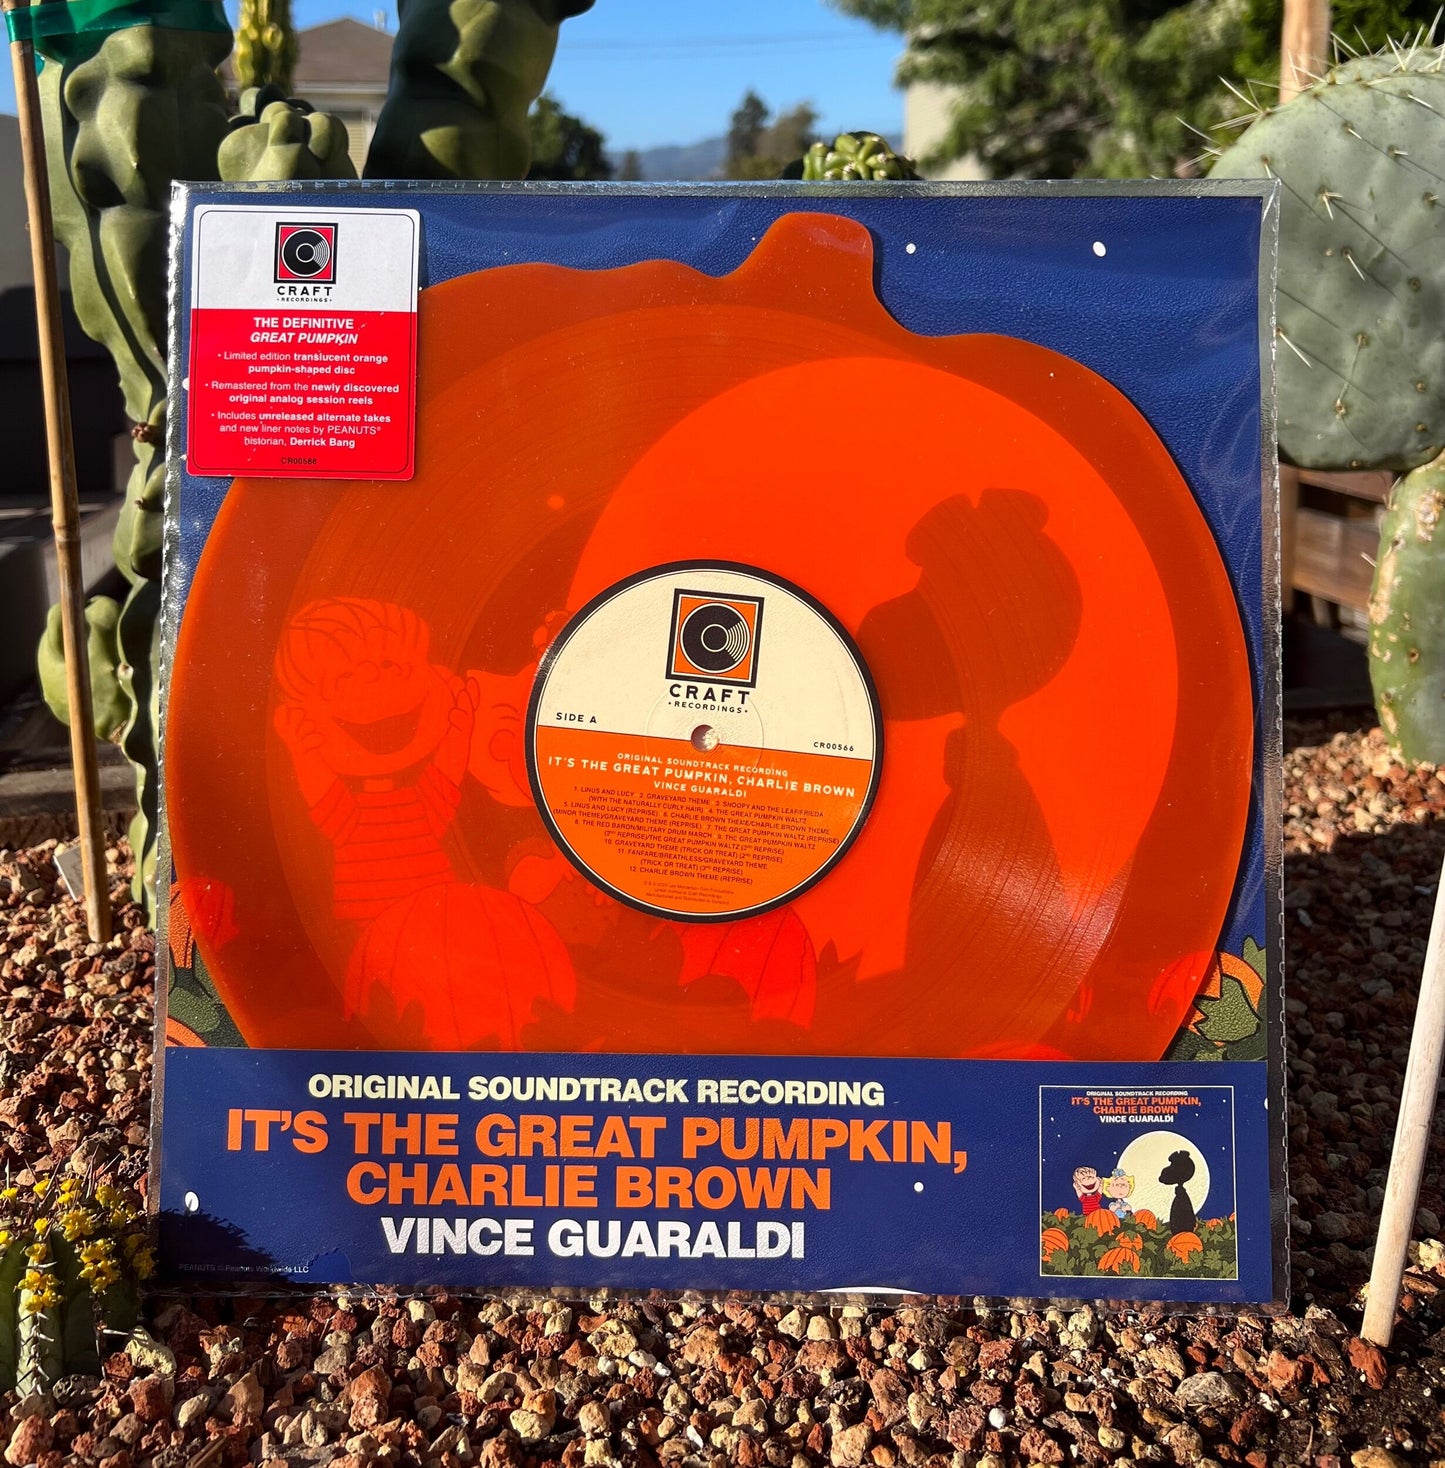 CRAFT
• RECORDINGS •
THE DEFINITIVE
GREAT PUMPKIN
• Limited edition translucent orange
pumpkin-shaped disc
• Remastered from the newly discovered
original analog session reels
• Includes unreleased alternate takes
and new liner notes by PEANUTS®
historian, Derrick Bang
CR00566
CRAFT
• RECORDINGS •
SIDE A
CR00566
ORIGINAL SOUNDTRACK RECORDING
IT'S THE GREAT PUMPKIN, CHARLIE BROWN
VINCE GUARALDI
1. LINUS AND LUCY 2. GRAVEYARD THEME 3. SNOOPY AND THE LEAF/FRIEDA
(WITH THE NATURALLY CURLY HAIR) 4. THE GREAT PUMPKIN WALTZ
5. LINUS AND LUCY (REPRISE) 6. CHARLIE BROWN THEME/CHARLIE BROWN THEME
(MINOR THEME)/GRAVEYARD THEME (REPRISE) 7. THE GREAT PUMPKIN WALTZ (REPRISE)
8. THE RED BARON/MILITARY DRUM MARCH 9. THE GREAT PUMPKIN WALTZ
(2ND REPRISE)/THE GREAT PUMPKIN WALTZ (3RD REPRISE)
10. GRAVEYARD THEME (TRICK OR TREAT) (2ND REPRISE)
11. FANFARE/BREATHLESS/GRAVEYARD THEME
(TRICK OR TREAT) (3RD REPRISE)
12. CHARLIE BROWN THEME (REPRISE)
ORIGINAL SOUNDTRACK RECORDING
IT'S THE GREAT PUMPKIN,
CHARLIE BROWN
VINCE GUARALDI
PEANUTS © Peanuts Worldwide LLC
ORIGINAL SOUNDTRACK RECORDING
IT'S THE GREAT PUMPKIN,
CHARLIE BROWN
VINCE GUARALDI